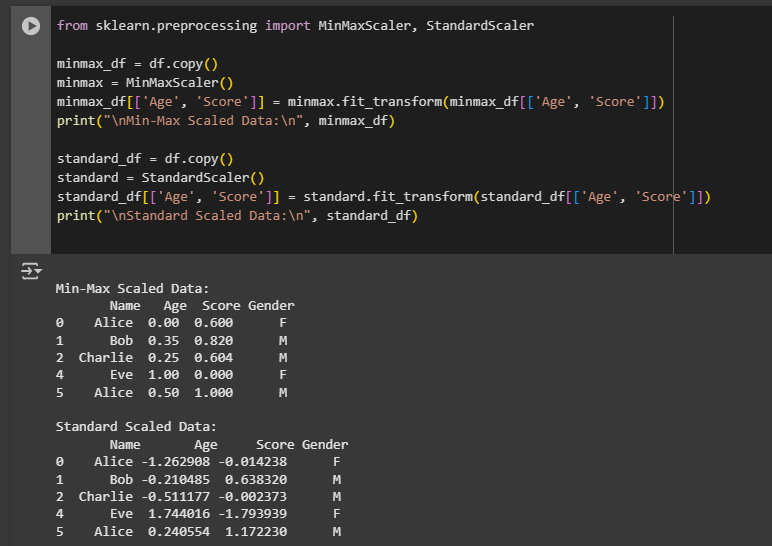 from sklearn.preprocessing import MinMaxScaler, StandardScaler

minmax_df = df.copy()
minmax = MinMaxScaler()
minmax_df[['Age', 'Score']] = minmax.fit_transform(minmax_df[['Age', 'Score']])
print("\nMin-Max Scaled Data:\n", minmax_df)

standard_df = df.copy()
standard = StandardScaler()
standard_df[['Age', 'Score']] = standard.fit_transform(standard_df[['Age', 'Score']])
print("\nStandard Scaled Data:\n", standard_df)

Min-Max Scaled Data:
       Name   Age  Score Gender
0    Alice  0.00  0.600      F
1      Bob  0.35  0.820      M
2  Charlie  0.25  0.604      M
4      Eve  1.00  0.000      F
5    Alice  0.50  1.000      M

Standard Scaled Data:
       Name       Age     Score Gender
0    Alice -1.262908 -0.014238      F
1      Bob -0.210485  0.638320      M
2  Charlie -0.511177 -0.002373      M
4      Eve  1.744016 -1.793939      F
5    Alice  0.240554  1.172230      M